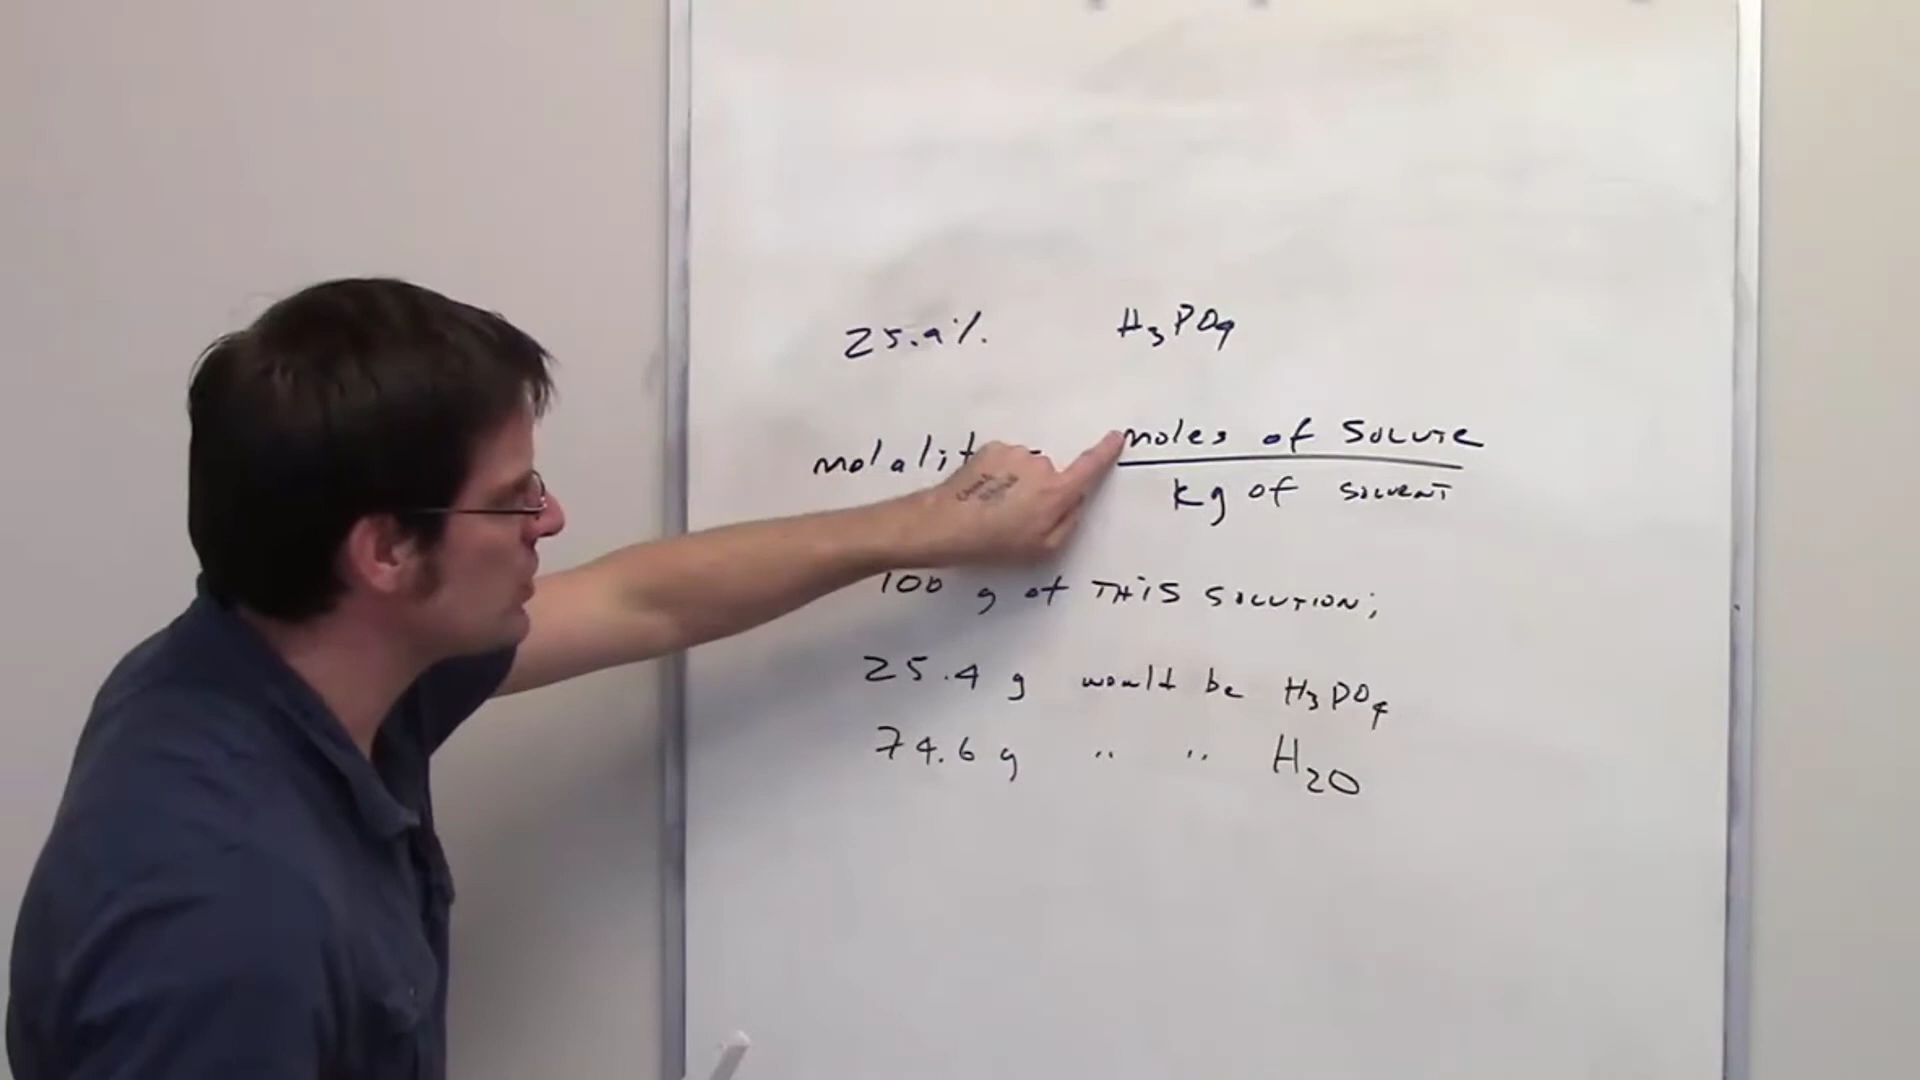 25.4% H3PO4
molality = moles of solute
kg of solvent
100 g of THIS SOLUTION;
25.4 g would be H3PO4
74.6 g " " H2O